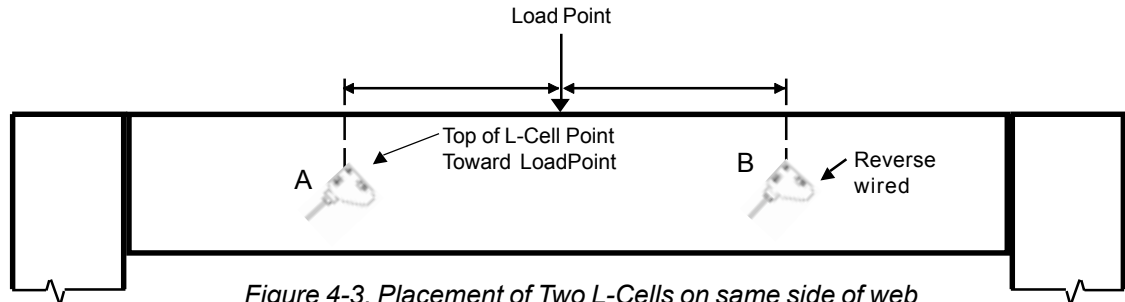 Load Point
Top of L-Cell Point
Toward LoadPoint
A
B
Reverse
wired
Figure 4-3. Placement of Two L-Cells on same side of web